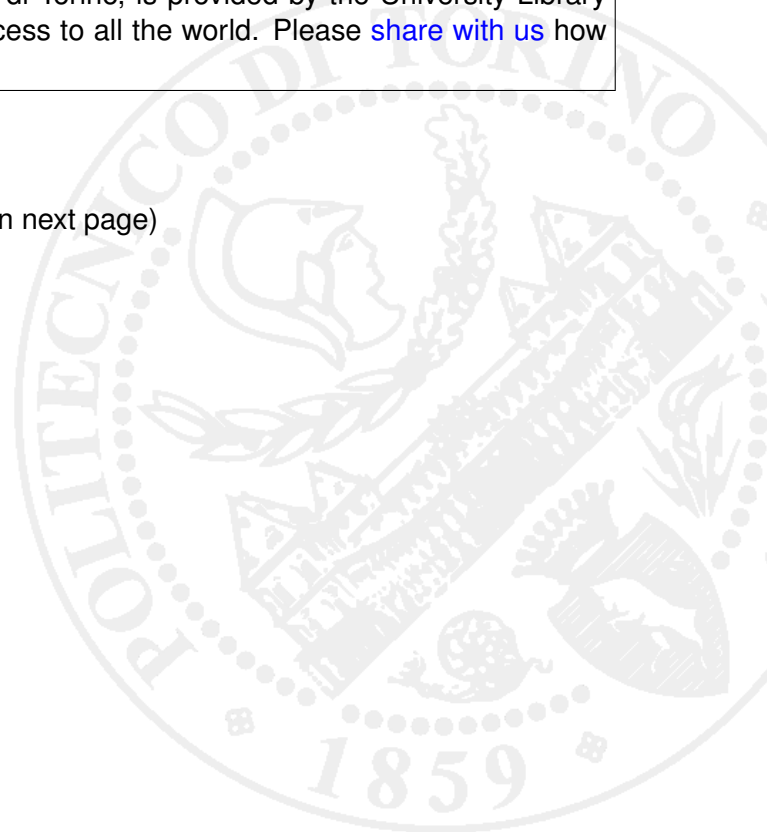 di Torino, is provided by the University Library
cess to all the world. Please share with us how
n next page)
POLITECNICO DI TORINO
1859